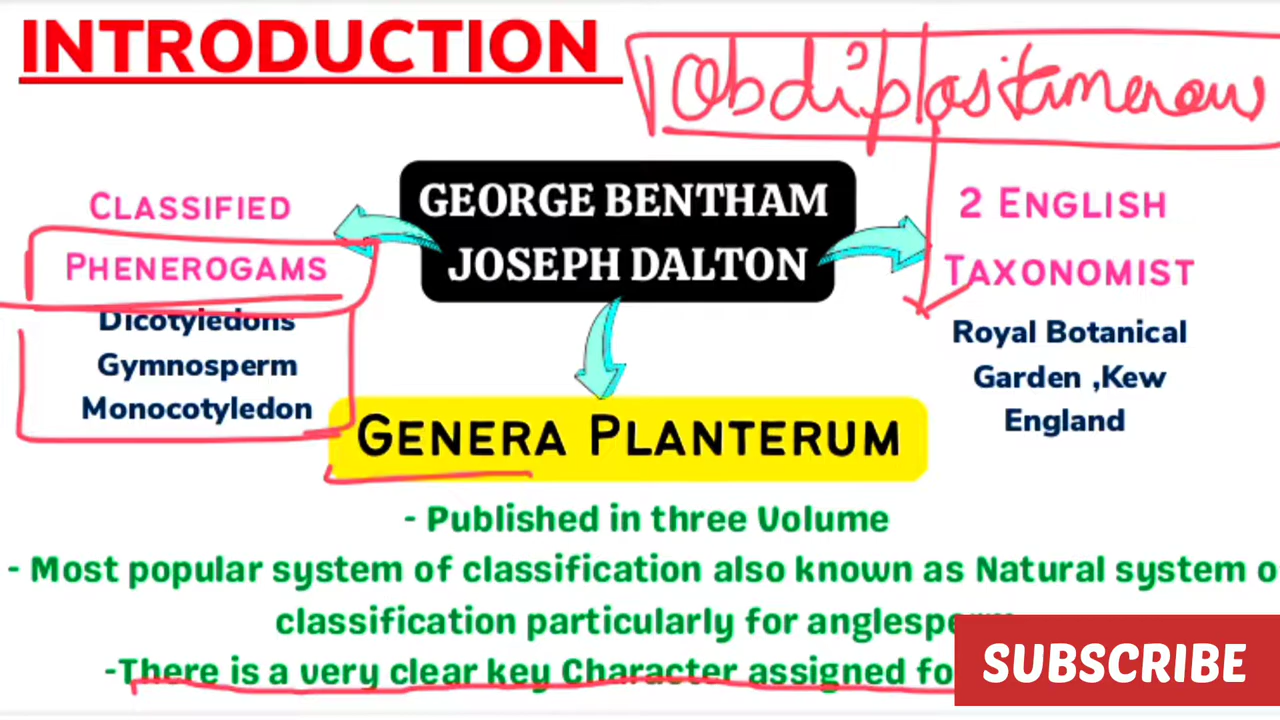 INTRODUCTION
Obdiplostemerous
GEORGE BENTHAM
JOSEPH DALTON
CLASSIFIED
PHENEROGAMS
Dicotyledons
Gymnosperm
Monocotyledon
2 ENGLISH
TAXONOMIST
Royal Botanical
Garden ,Kew
England
GENERA PLANTERUM
- Published in three Volume
- Most popular system of classification also known as Natural system o
classification particularly for anglesperm
-There is a very clear key Character assigned fo
SUBSCRIBE